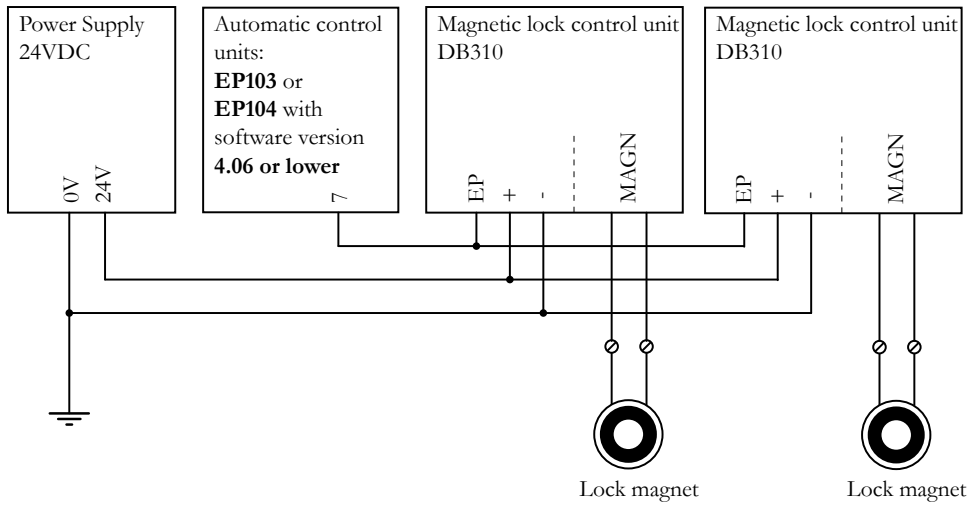 Power Supply
24VDC
0V
24V
Automatic control
units:
EP103 or
EP104 with
software version
4.06 or lower
7
Magnetic lock control unit
DB310
EP
+
-
MAGN
Magnetic lock control unit
DB310
EP
+
-
MAGN
Lock magnet
Lock magnet